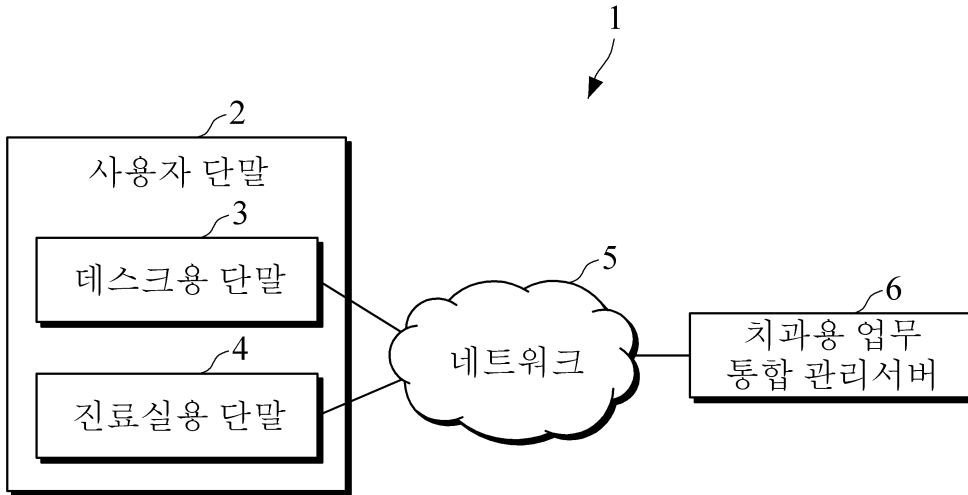 1
2
사용자 단말
3
데스크용 단말
4
진료실용 단말
5
네트워크
6
치과용 업무
통합 관리서버